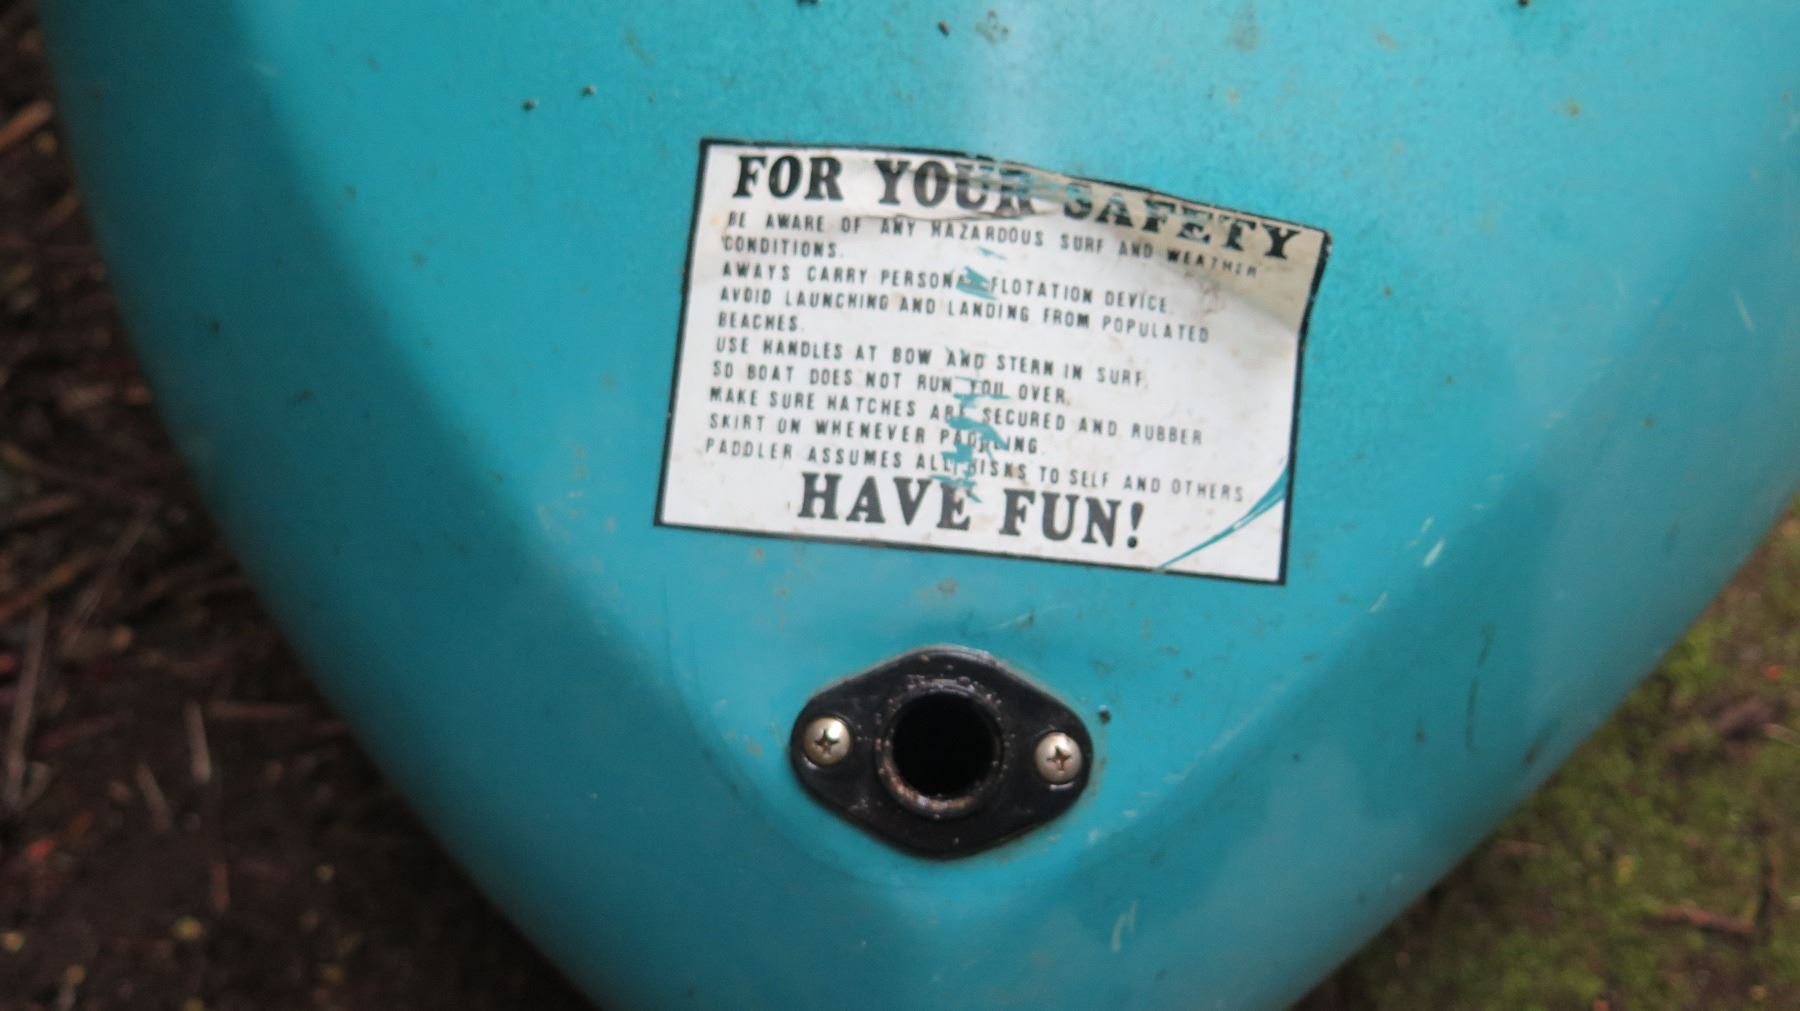 FOR YOUR SAFETY
BE AWARE OF ANY HAZARDOUS SURF AND WEATHER
CONDITIONS.
AWAYS CARRY PERSONAL FLOTATION DEVICE.
AVOID LAUNCHING AND LANDING FROM POPULATED
BEACHES.
USE HANDLES AT BOW AND STERN IN SURF.
SO BOAT DOES NOT RUN YOU OVER.
MAKE SURE HATCHES ARE SECURED AND RUBBER
SKIRT ON WHENEVER PADDLING.
PADDLER ASSUMES ALL RISKS TO SELF AND OTHERS
HAVE FUN!